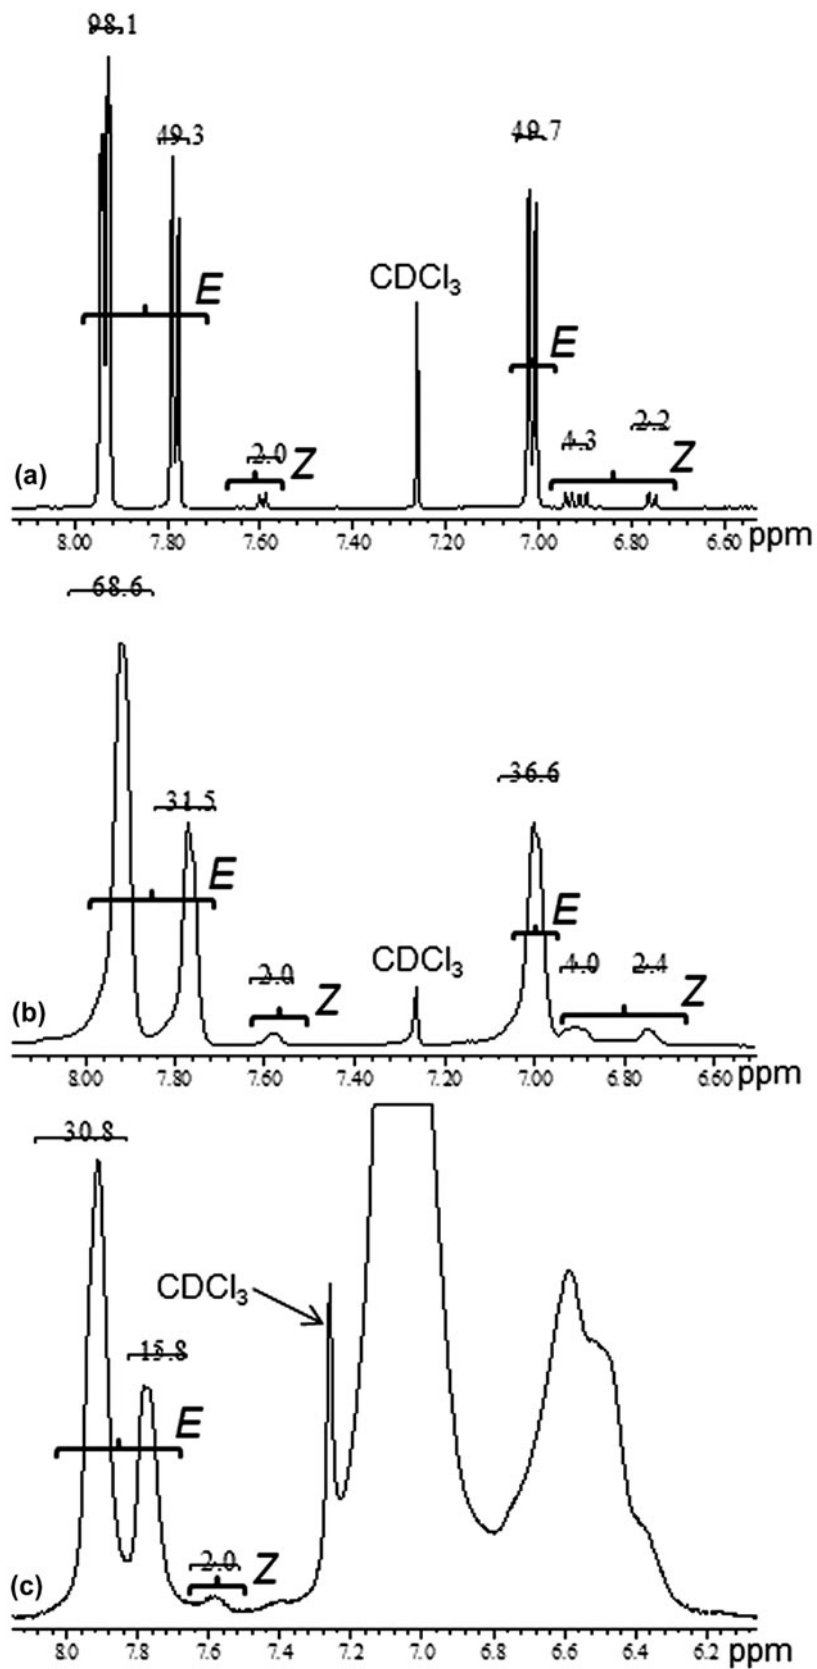 98.1
49.3
49.7
E
CDCl₃
E
2.0 Z
4.3
2.2
Z
(a)
8.00 7.80 7.60 7.40 7.20 7.00 6.80 6.60 ppm
68.6
31.5
36.6
E
2.0
Z
CDCl₃
E
4.0
2.4
Z
(b)
8.00 7.80 7.60 7.40 7.20 7.00 6.80 6.60 ppm
30.8
CDCl₃
15.8
E
2.0 Z
(c)
8.0 7.8 7.6 7.4 7.2 7.0 6.8 6.6 6.4 6.2 ppm